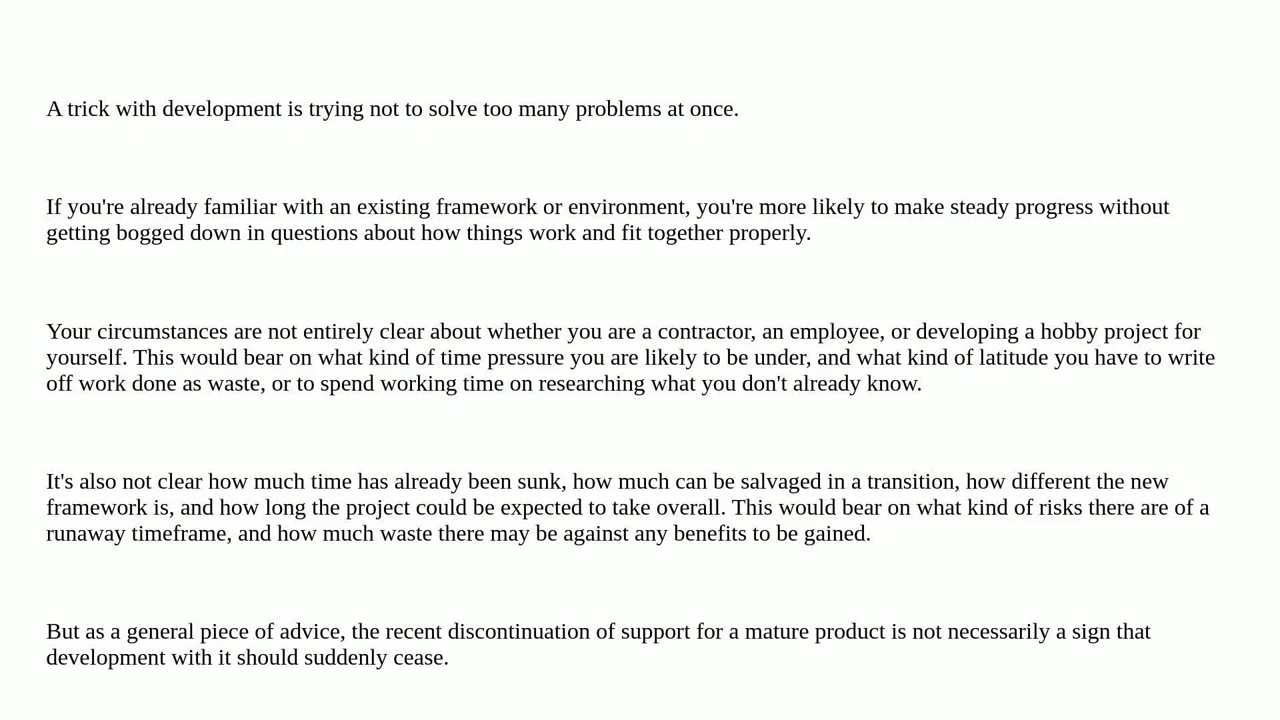 A trick with development is trying not to solve too many problems at once.
If you're already familiar with an existing framework or environment, you're more likely to make steady progress without
getting bogged down in questions about how things work and fit together properly.
Your circumstances are not entirely clear about whether you are a contractor, an employee, or developing a hobby project for
yourself. This would bear on what kind of time pressure you are likely to be under, and what kind of latitude you have to write
off work done as waste, or to spend working time on researching what you don't already know.
It's also not clear how much time has already been sunk, how much can be salvaged in a transition, how different the new
framework is, and how long the project could be expected to take overall. This would bear on what kind of risks there are of a
runaway timeframe, and how much waste there may be against any benefits to be gained.
But as a general piece of advice, the recent discontinuation of support for a mature product is not necessarily a sign that
development with it should suddenly cease.